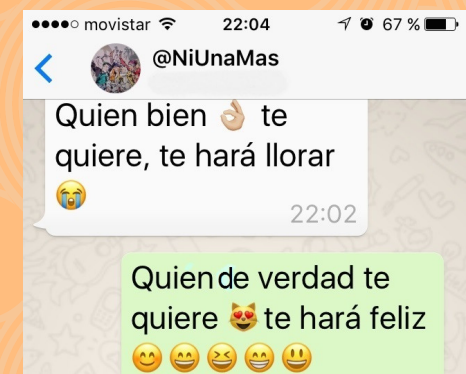 movistar 22:04 67 %
@NiUnaMas
Quien bien 👌🏼 te
quiere, te hará llorar
😭
22:02
Quien de verdad te
quiere 😻 te hará feliz
😊😄😆😁😃